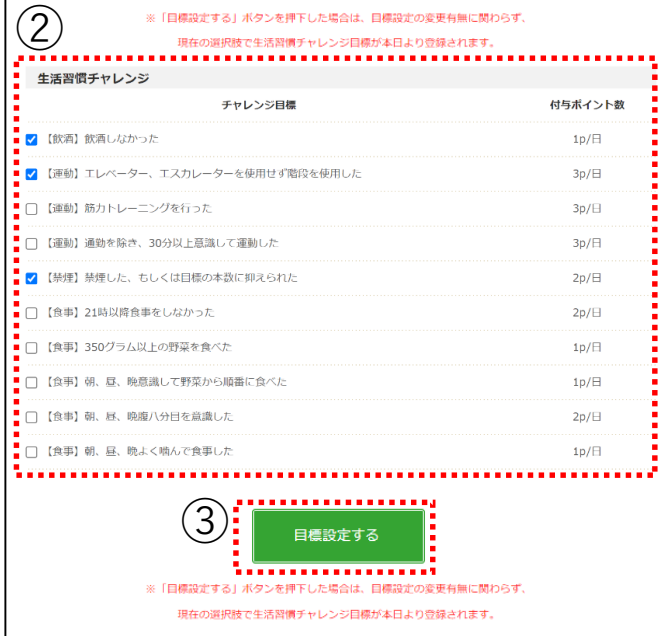 ②
※「目標設定する」ボタンを押下した場合は、目標設定の変更有無に関わらず、
現在の選択肢で生活習慣チャレンジ目標が本日より登録されます。
生活習慣チャレンジ
チャレンジ目標 付与ポイント数
【飲酒】飲酒しなかった 1p/日
【運動】エレベーター、エスカレーターを使用せず階段を使用した 3p/日
【運動】筋力トレーニングを行った 3p/日
【運動】通勤を除き、30分以上意識して運動した 3p/日
【禁煙】禁煙した、もしくは目標の本数に抑えられた 2p/日
【食事】21時以降食事をしなかった 2p/日
【食事】350グラム以上の野菜を食べた 1p/日
【食事】朝、昼、晩意識して野菜から順番に食べた 1p/日
【食事】朝、昼、晩腹八分目を意識した 2p/日
【食事】朝、昼、晩よく噛んで食事した 1p/日
③
目標設定する
※「目標設定する」ボタンを押下した場合は、目標設定の変更有無に関わらず、
現在の選択肢で生活習慣チャレンジ目標が本日より登録されます。